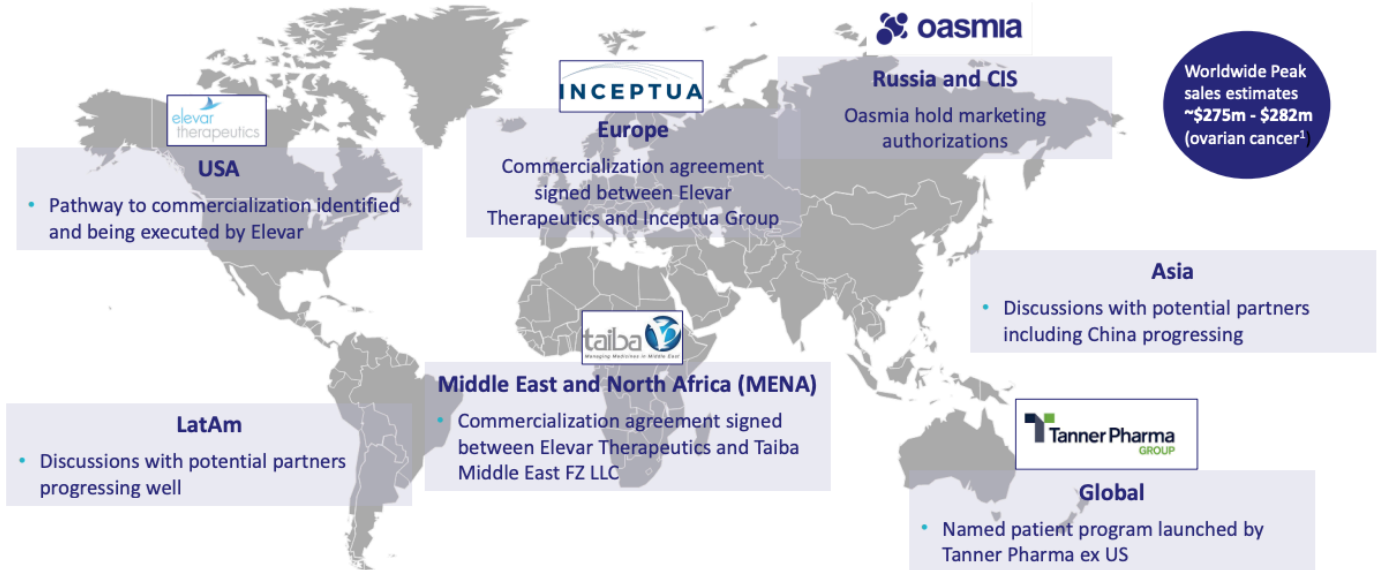 oasmia
Russia and CIS
Oasmia hold marketing
authorizations
Worldwide Peak
sales estimates
~$275m - $282m
(ovarian cancer¹)
elevar
therapeutics
USA
• Pathway to commercialization identified
and being executed by Elevar
INCEPTUA
Europe
Commercialization agreement
signed between Elevar
Therapeutics and Inceptua Group
Asia
• Discussions with potential partners
including China progressing
taiba
Managing Medicines in Middle East
Middle East and North Africa (MENA)
• Commercialization agreement signed
between Elevar Therapeutics and Taiba
Middle East FZ LLC
LatAm
• Discussions with potential partners
progressing well
Tanner Pharma
GROUP
Global
• Named patient program launched by
Tanner Pharma ex US